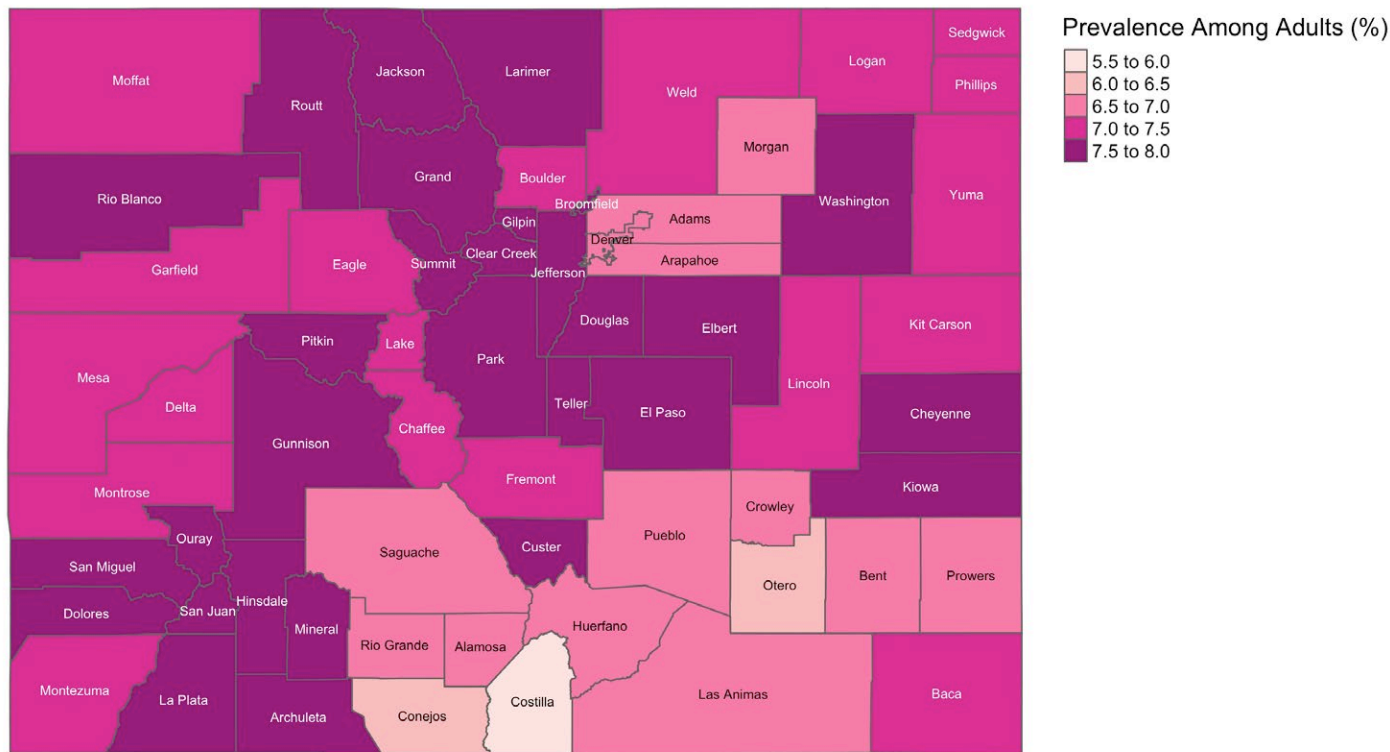 Prevalence Among Adults (%)
5.5 to 6.0
6.0 to 6.5
6.5 to 7.0
7.0 to 7.5
7.5 to 8.0
Sedgwick
Logan
Jackson
Larimer
Moffat
Phillips
Weld
Routt
Morgan
Grand
Boulder
Yuma
Rio Blanco
Washington
Broomfield
Gilpin
Adams
Denver
Clear Creek
Arapahoe
Summit
Eagle
Garfield
Jefferson
Douglas
Elbert
Kit Carson
Pitkin
Lake
Park
Mesa
Lincoln
Delta
Teller
El Paso
Cheyenne
Chaffee
Gunnison
Fremont
Kiowa
Montrose
Crowley
Pueblo
Ouray
Custer
Saguache
San Miguel
Otero
Bent
Prowers
Hinsdale
Dolores
San Juan
Mineral
Huerfano
Rio Grande
Alamosa
Montezuma
La Plata
Costilla
Las Animas
Baca
Archuleta
Conejos